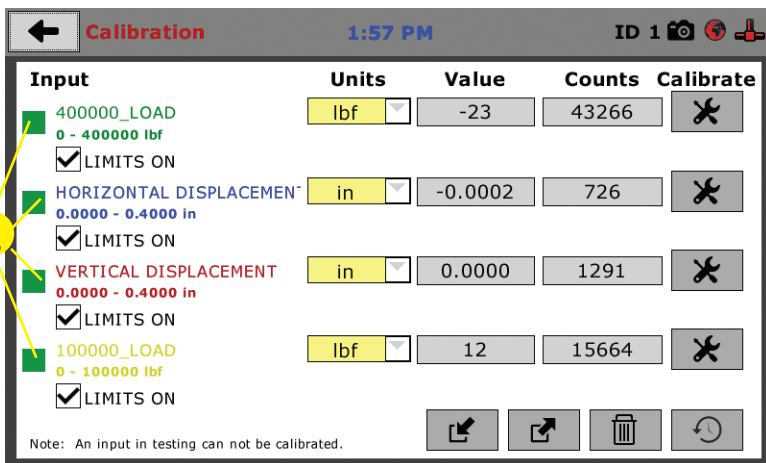 Calibration 1:57 PM ID 1
Input Units Value Counts Calibrate
400000_LOAD lbf -23 43266
0 - 400000 lbf
LIMITS ON
HORIZONTAL DISPLACEMEN in -0.0002 726
0.0000 - 0.4000 in
LIMITS ON
VERTICAL DISPLACEMENT in 0.0000 1291
0.0000 - 0.4000 in
LIMITS ON
100000_LOAD lbf 12 15664
0 - 100000 lbf
LIMITS ON
Note: An input in testing can not be calibrated.